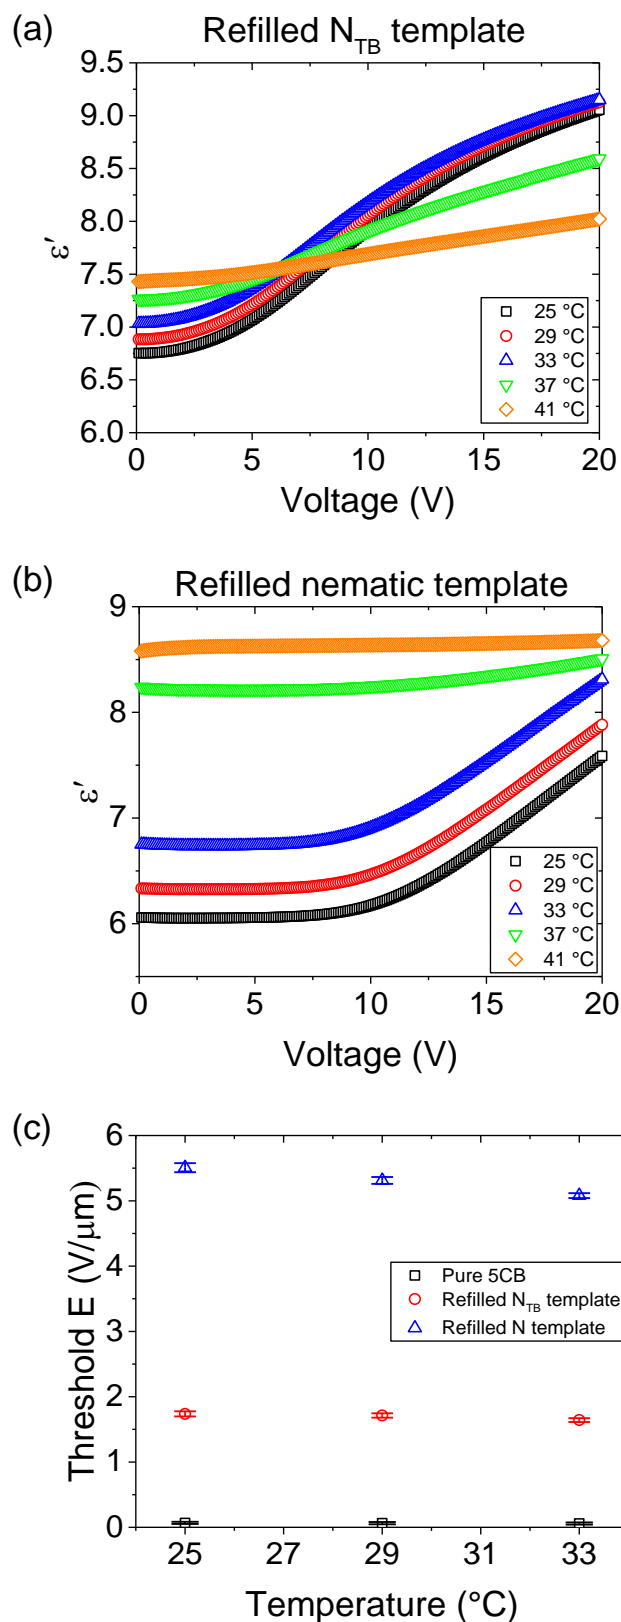 (a) Refilled N_TB template
9.5
9.0
8.5
8.0
7.5
7.0
6.5
6.0
ε′
25 °C
29 °C
33 °C
37 °C
41 °C
0 5 10 15 20
Voltage (V)
(b) Refilled nematic template
9
8
7
6
ε′
25 °C
29 °C
33 °C
37 °C
41 °C
0 5 10 15 20
Voltage (V)
(c)
6
5
4
3
2
1
0
Threshold E (V/μm)
Pure 5CB
Refilled N_TB template
Refilled N template
25 27 29 31 33
Temperature (°C)